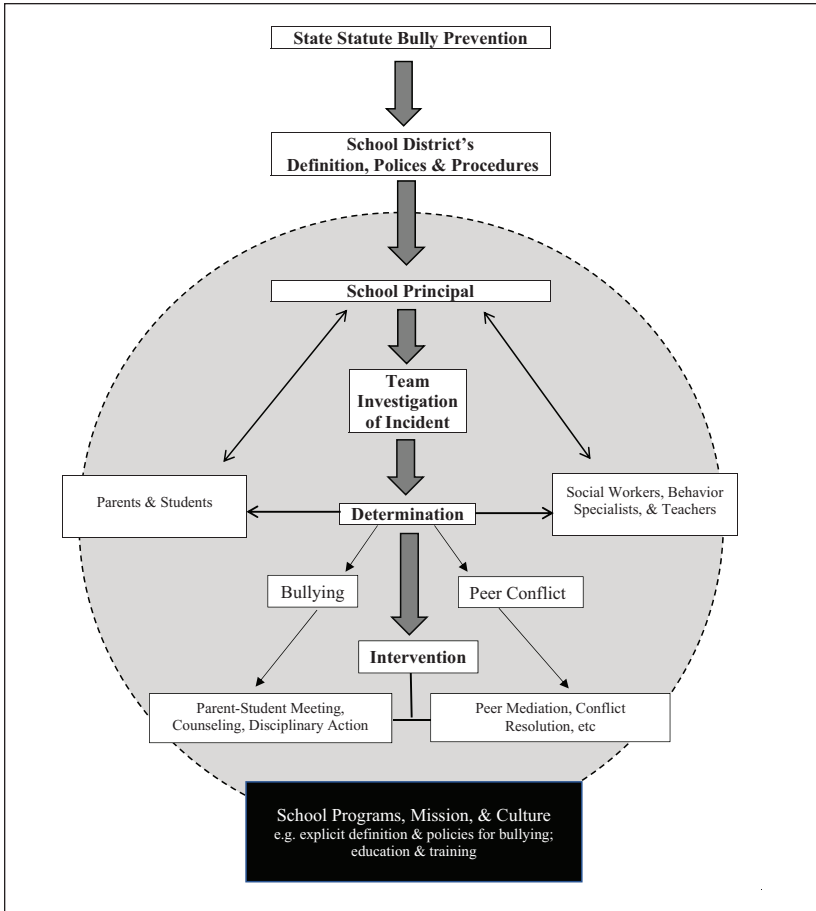 State Statute Bully Prevention
School District's
Definition, Polices & Procedures
School Principal
Team
Investigation
of Incident
Parents & Students
Social Workers, Behavior
Specialists, & Teachers
Determination
Bullying
Peer Conflict
Intervention
Parent-Student Meeting,
Counseling, Disciplinary Action
Peer Mediation, Conflict
Resolution, etc
School Programs, Mission, & Culture
e.g. explicit definition & policies for bullying;
education & training